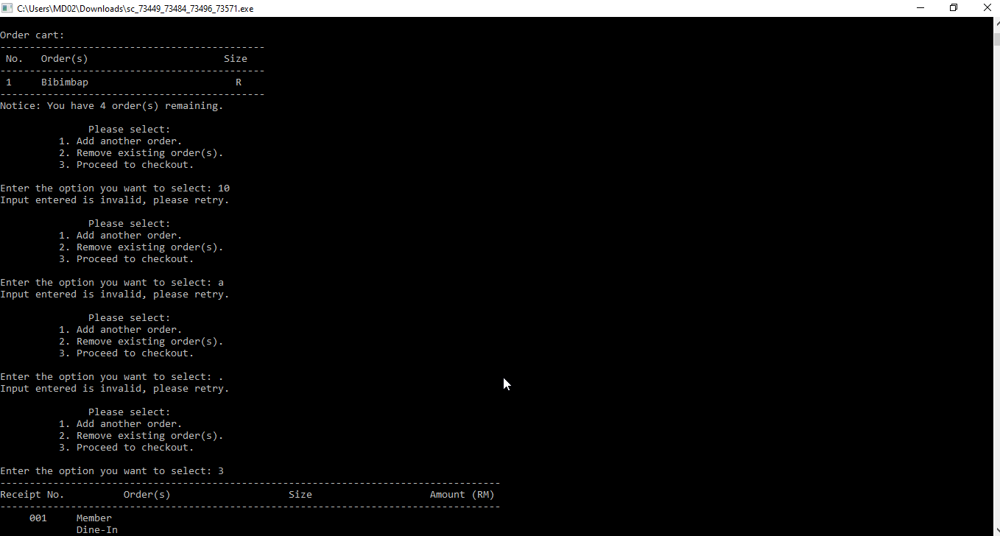 C:\Users\MD02\Downloads\sc_73449_73484_73496_73571.exe
Order cart:
---------------------------------------------
No. Order(s) Size
---------------------------------------------
1 Bibimbap R
---------------------------------------------
Notice: You have 4 order(s) remaining.
Please select:
1. Add another order.
2. Remove existing order(s).
3. Proceed to checkout.
Enter the option you want to select: 10
Input entered is invalid, please retry.
Please select:
1. Add another order.
2. Remove existing order(s).
3. Proceed to checkout.
Enter the option you want to select: a
Input entered is invalid, please retry.
Please select:
1. Add another order.
2. Remove existing order(s).
3. Proceed to checkout.
Enter the option you want to select: .
Input entered is invalid, please retry.
Please select:
1. Add another order.
2. Remove existing order(s).
3. Proceed to checkout.
Enter the option you want to select: 3
-------------------------------------------------------------------------------------
Receipt No. Order(s) Size Amount (RM)
-------------------------------------------------------------------------------------
001 Member
Dine-In